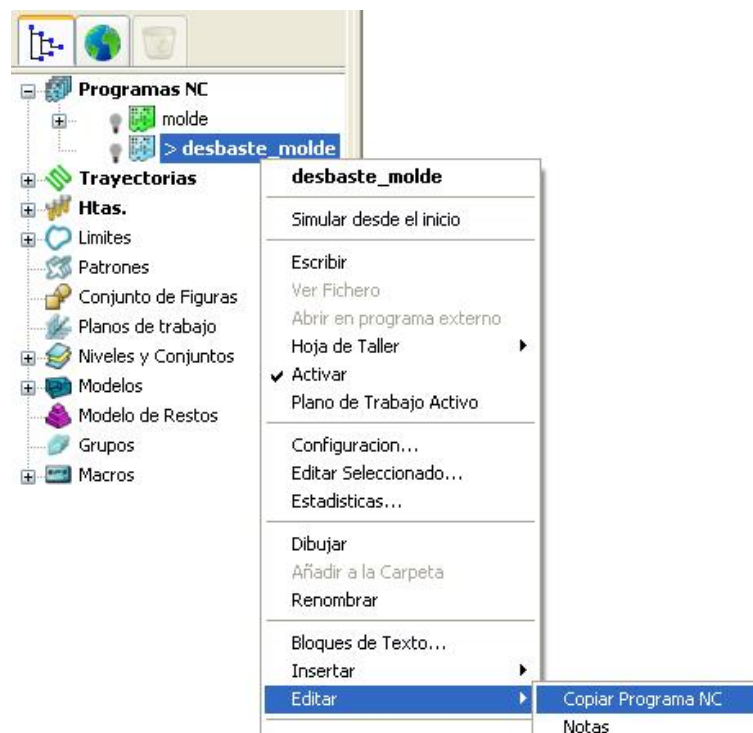 Programas NC
molde
> desbaste_molde
Trayectorias
Htas.
Limites
Patrones
Conjunto de Figuras
Planos de trabajo
Niveles y Conjuntos
Modelos
Modelo de Restos
Grupos
Macros
desbaste_molde
Simular desde el inicio
Escribir
Ver Fichero
Abrir en programa externo
Hoja de Taller
Activar
Plano de Trabajo Activo
Configuracion...
Editar Seleccionado...
Estadisticas...
Dibujar
Añadir a la Carpeta
Renombrar
Bloques de Texto...
Insertar
Editar
Copiar Programa NC
Notas